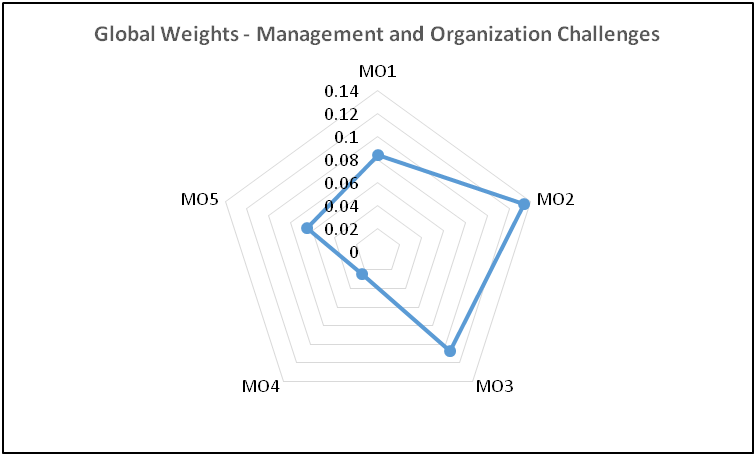 Global Weights - Management and Organization Challenges
MO1
0.14
0.12
0.1
0.08
0.06
0.04
0.02
0
MO5
MO2
MO4
MO3